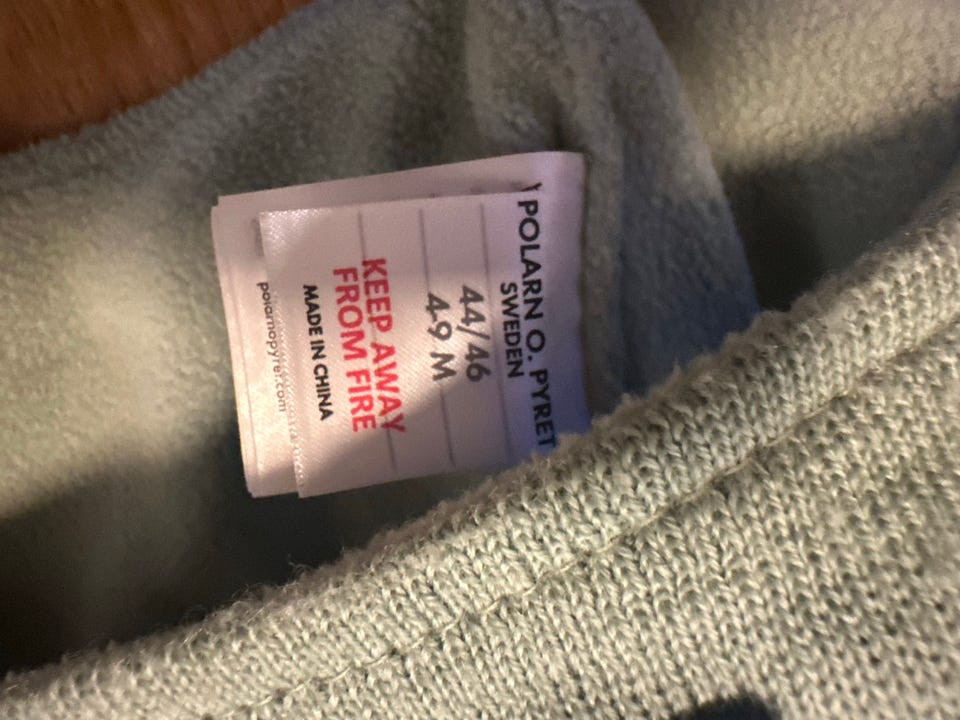 POLARN O. PYRET
SWEDEN
44/46
4-9 M
KEEP AWAY
FROM FIRE
MADE IN CHINA
polarnopyret.com